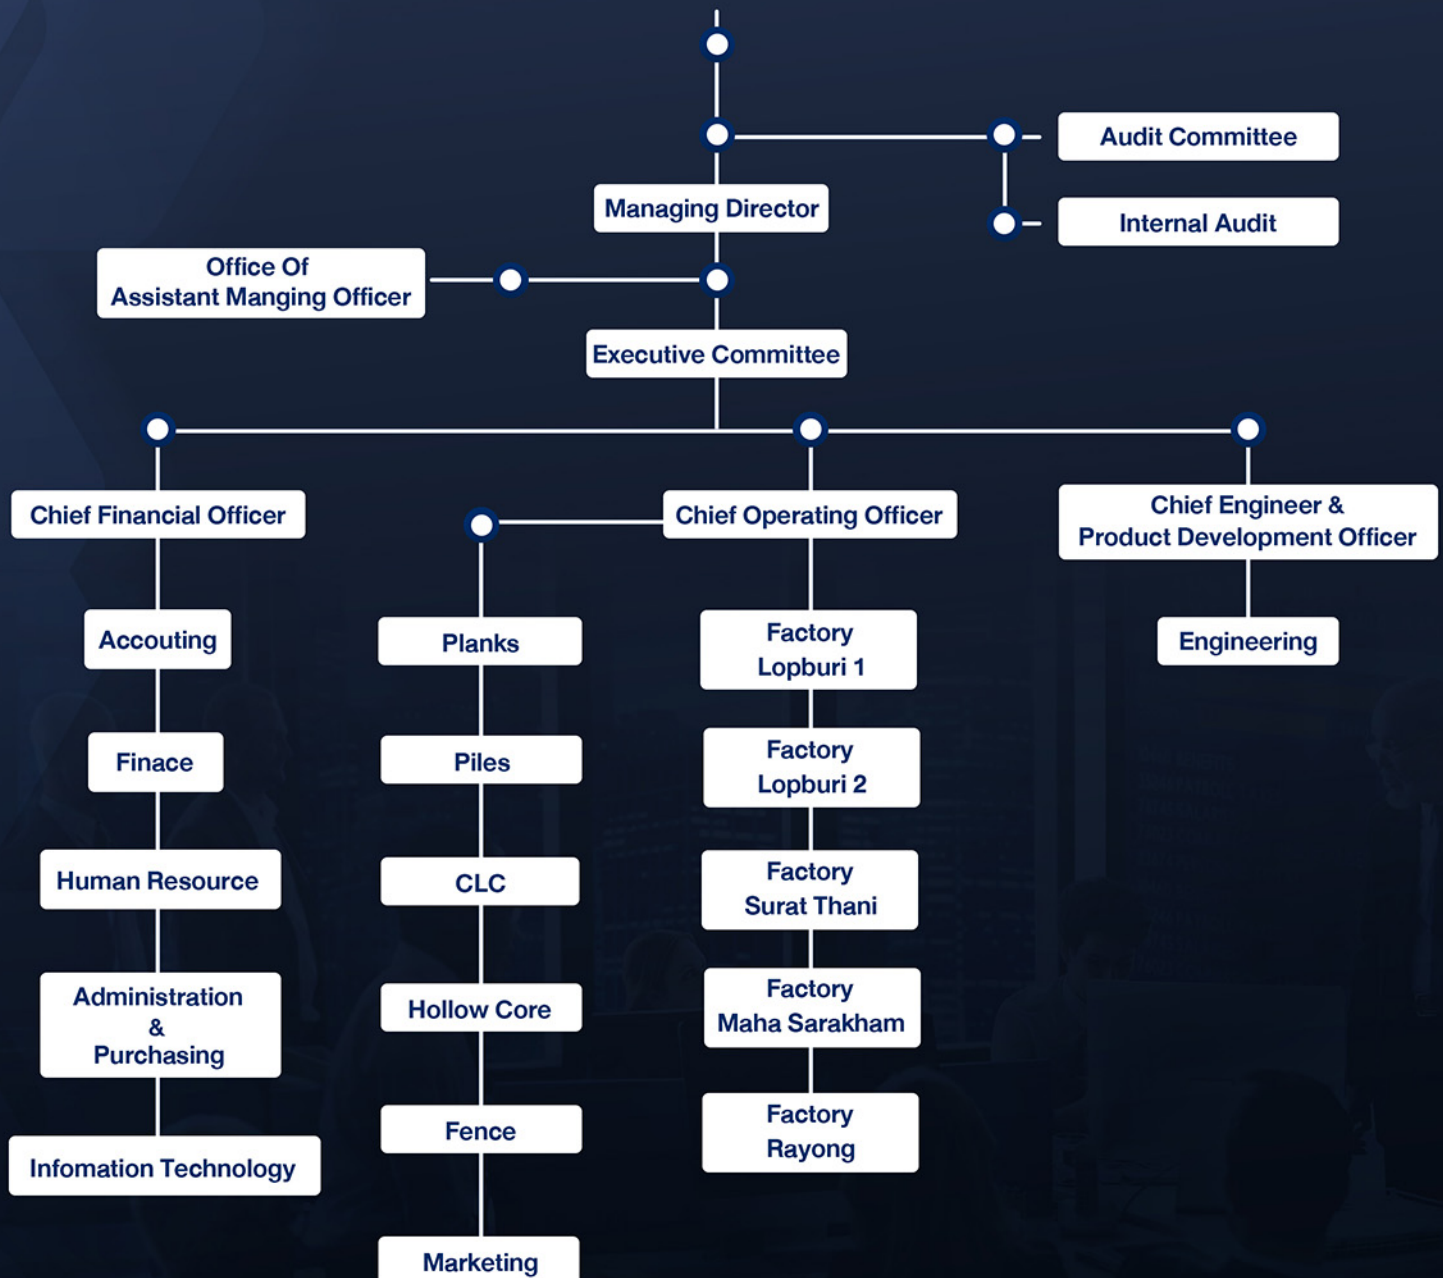 Audit Committee
Managing Director
Internal Audit
Office Of
Assistant Manging Officer
Executive Committee
Chief Financial Officer
Chief Operating Officer
Chief Engineer &
Product Development Officer
Accouting
Planks
Factory
Lopburi 1
Engineering
Finace
Piles
Factory
Lopburi 2
Human Resource
CLC
Factory
Surat Thani
Administration
&
Purchasing
Hollow Core
Factory
Maha Sarakham
Infomation Technology
Fence
Factory
Rayong
Marketing